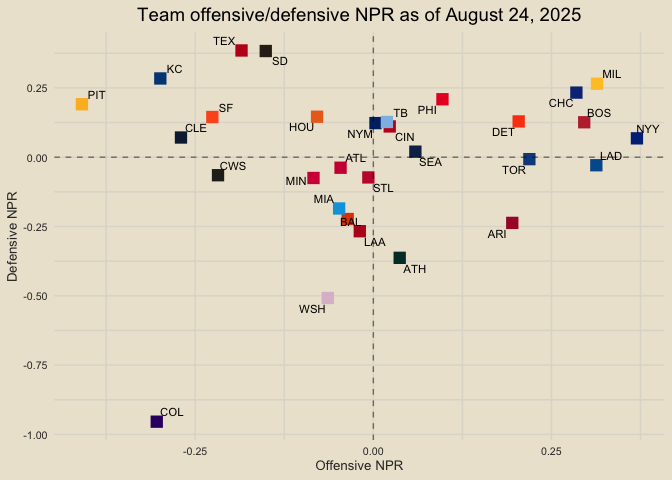 Team offensive/defensive NPR as of August 24, 2025
TEX
SD
KC
MIL
PIT
CHC
SF
PHI
TB
BOS
HOU
NYM
CIN
DET
NYY
CLE
SEA
ATL
LAD
CWS
TOR
MIN
STL
MIA
BAL
LAA
ARI
ATH
WSH
COL
0.25
0.00
-0.25
-0.50
-0.75
-1.00
Defensive NPR
-0.25
0.00
0.25
Offensive NPR